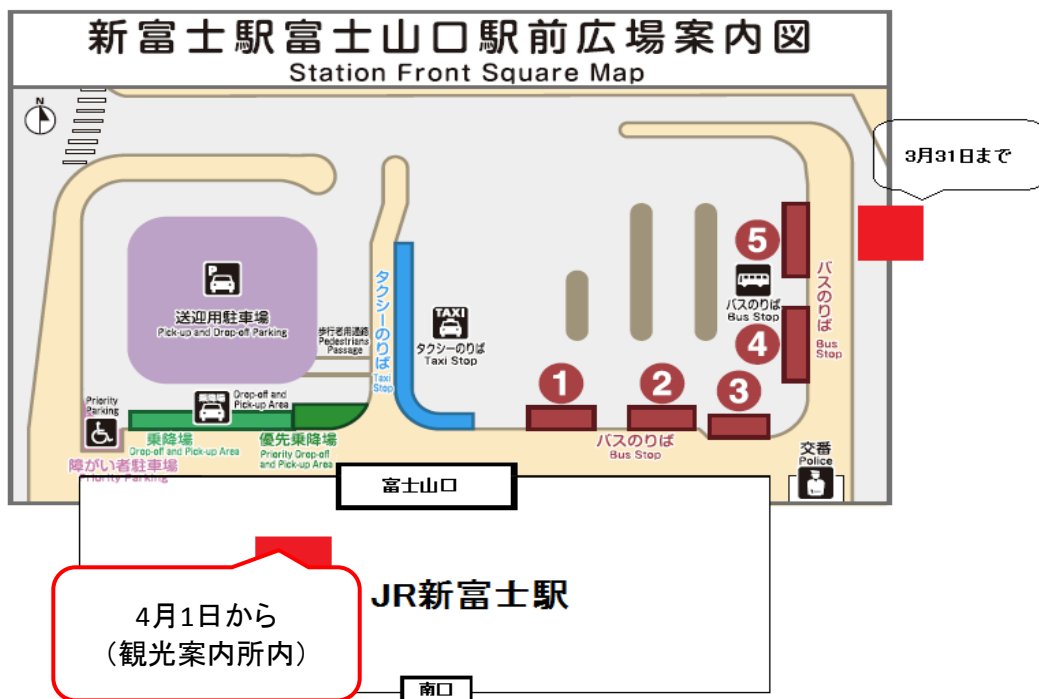 新富士駅富士山口駅前広場案内図
Station Front Square Map
N
3月31日まで
P
送迎用駐車場
Pick-up and Drop-off Parking
歩行者用通路
Pedestrians
Passage
タクシーのりば
Taxi
Stop
TAXI
タクシーのりば
Taxi Stop
5
バスのりば
Bus Stop
4
バスのりば
Bus
Stop
1
2
3
バスのりば
Bus Stop
Priority
Parking
障がい者駐車場
Priority Parking
乗降場
Drop-off and
Pick-up Area
乗降場
Drop-off and Pick-up Area
優先乗降場
Priority Drop-off
and Pick-up Area
交番
Police
富士山口
JR新富士駅
4月1日から
（観光案内所内）
南口